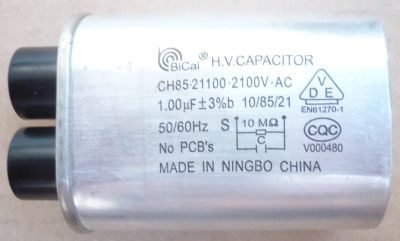 BiCai® H.V.CAPACITOR
CH85-21100-2100V·AC
1.00µF±3%b 10/85/21
VDE
EN61270-1
50/60Hz S 10 MΩ
C
CQC
No PCB's
V000480
MADE IN NINGBO CHINA